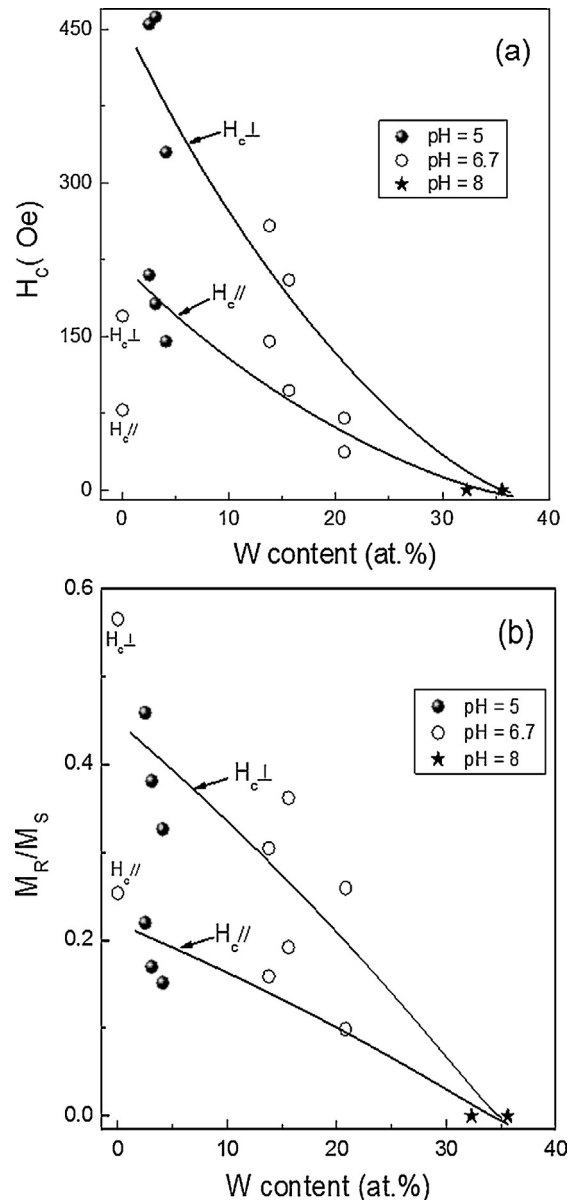 (a)
450
300
150
0
H_C( Oe)
H_c⊥
H_c//
H_c⊥
H_c//
pH = 5
pH = 6.7
pH = 8
0 10 20 30 40
W content (at.%)
(b)
0.6
0.4
0.2
0.0
M_R/M_S
H_c⊥
H_c//
H_c⊥
H_c//
pH = 5
pH = 6.7
pH = 8
0 10 20 30 40
W content (at.%)